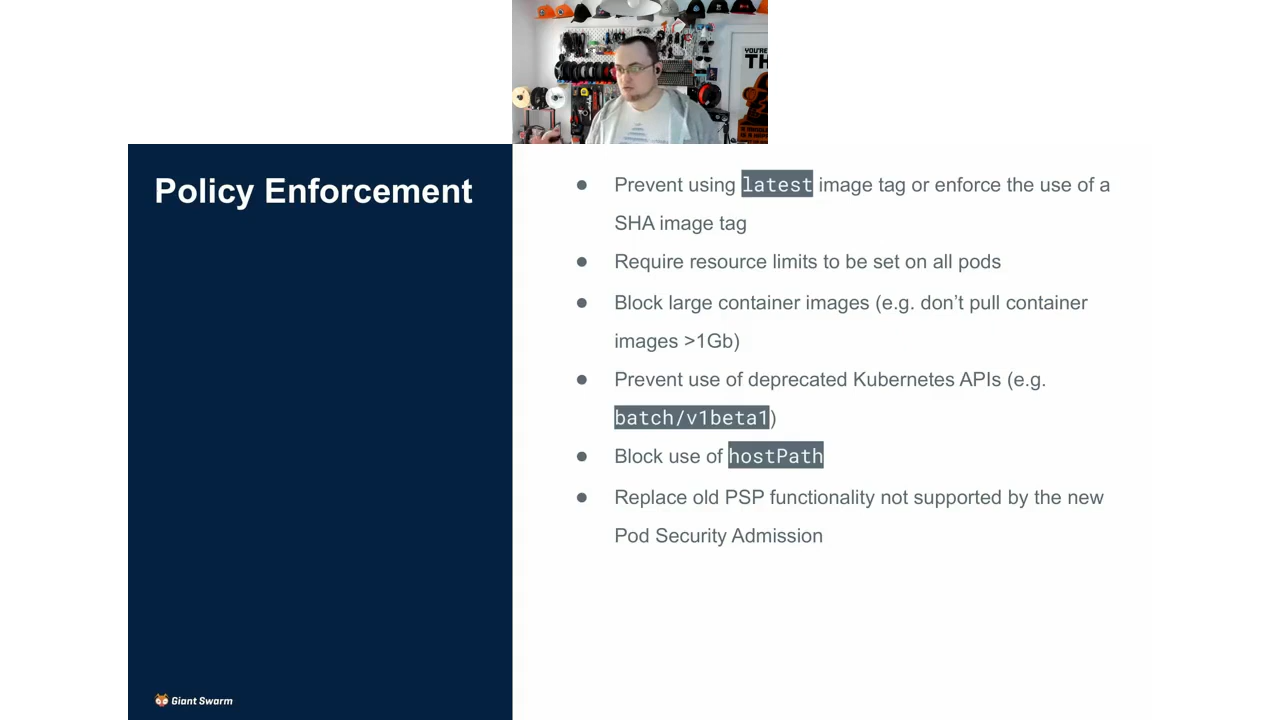 YOU'RE
TH
Policy Enforcement
● Prevent using latest image tag or enforce the use of a
SHA image tag
● Require resource limits to be set on all pods
● Block large container images (e.g. don’t pull container
images >1Gb)
● Prevent use of deprecated Kubernetes APIs (e.g.
batch/v1beta1)
● Block use of hostPath
● Replace old PSP functionality not supported by the new
Pod Security Admission
Giant Swarm